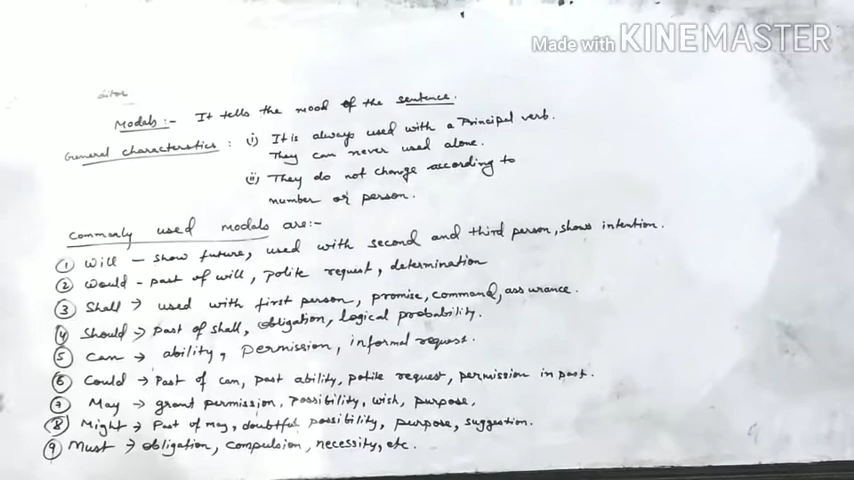 Made with KINEMASTER
Modals :- It tells the mood of the sentence.
General characteristics : (i) It is always used with a Principal verb.
They can never used alone.
(ii) They do not change according to
number or person.
Commonly used modals are:-
① Will - show future, used with second and third person, shows intention.
② Would - past of will, polite request, determination
③ Shall → used with first person, promise, command, assurance.
④ Should → Past of shall, obligation, logical probability.
⑤ Can → ability, permission, informal request.
⑥ Could → Past of can, past ability, polite request, permission in past.
⑦ May → grant permission, possibility, wish, purpose,
⑧ Might → Past of May, doubtful possibility, purpose, suggestion.
⑨ Must → obligation, compulsion, necessity, etc.